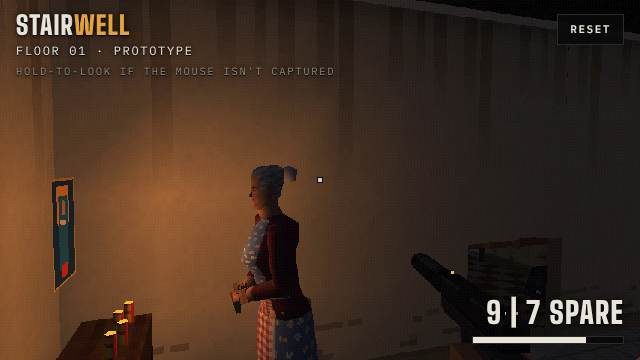 STAIRWELL
FLOOR 01 · PROTOTYPE
HOLD-TO-LOOK IF THE MOUSE ISN'T CAPTURED
RESET
9 | 7 SPARE